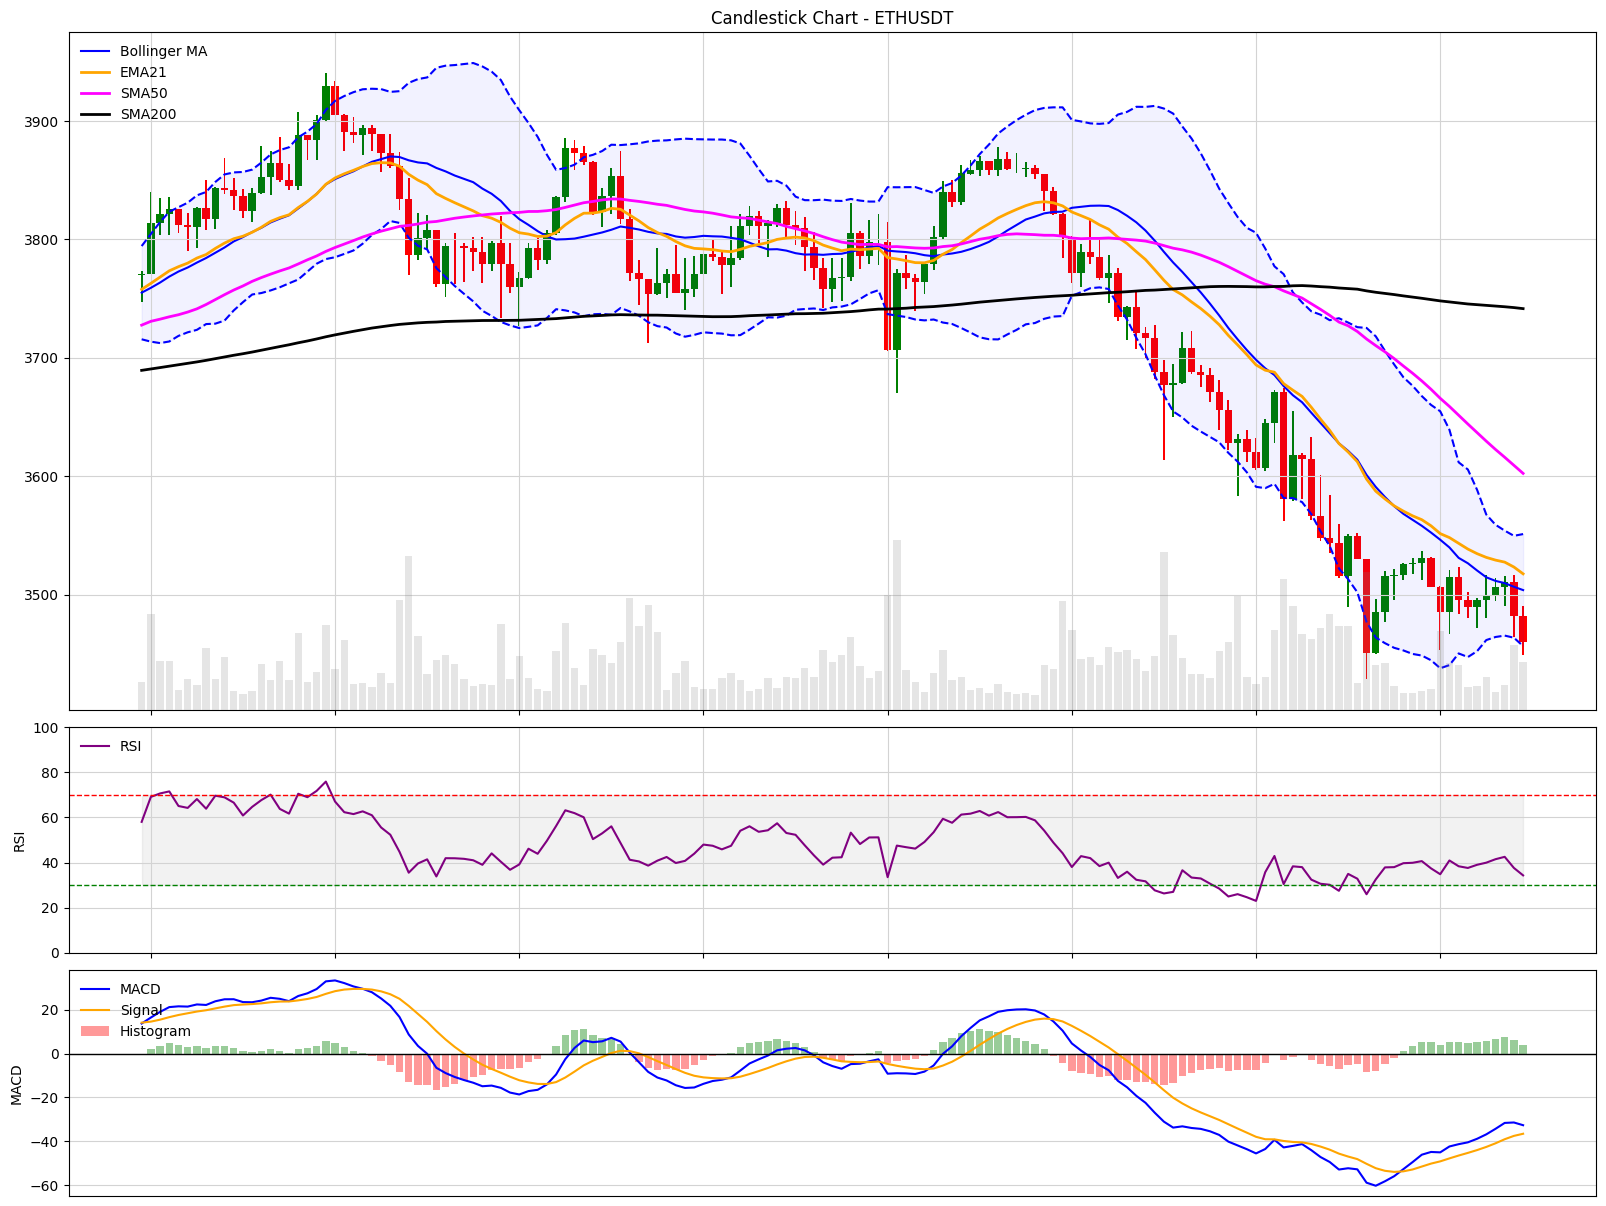 Candlestick Chart - ETHUSDT
Bollinger MA
EMA21
SMA50
SMA200
3900
3800
3700
3600
3500
RSI
100
80
60
40
20
0
RSI
MACD
Signal
Histogram
20
0
−20
−40
−60
MACD